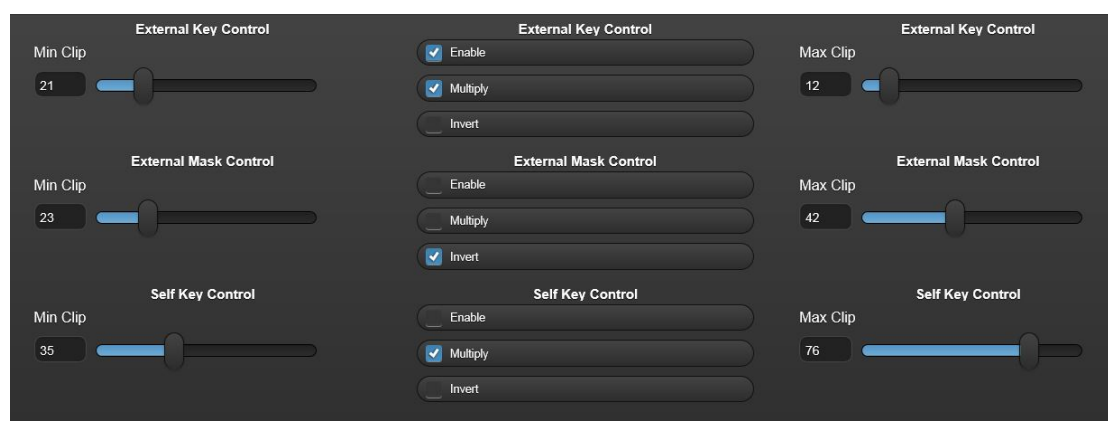 External Key Control External Key Control External Key Control
Min Clip Enable Max Clip
21 Multiply 12
Invert
External Mask Control External Mask Control External Mask Control
Min Clip Enable Max Clip
23 Multiply 42
Invert
Self Key Control Self Key Control Self Key Control
Min Clip Enable Max Clip
35 Multiply 76
Invert